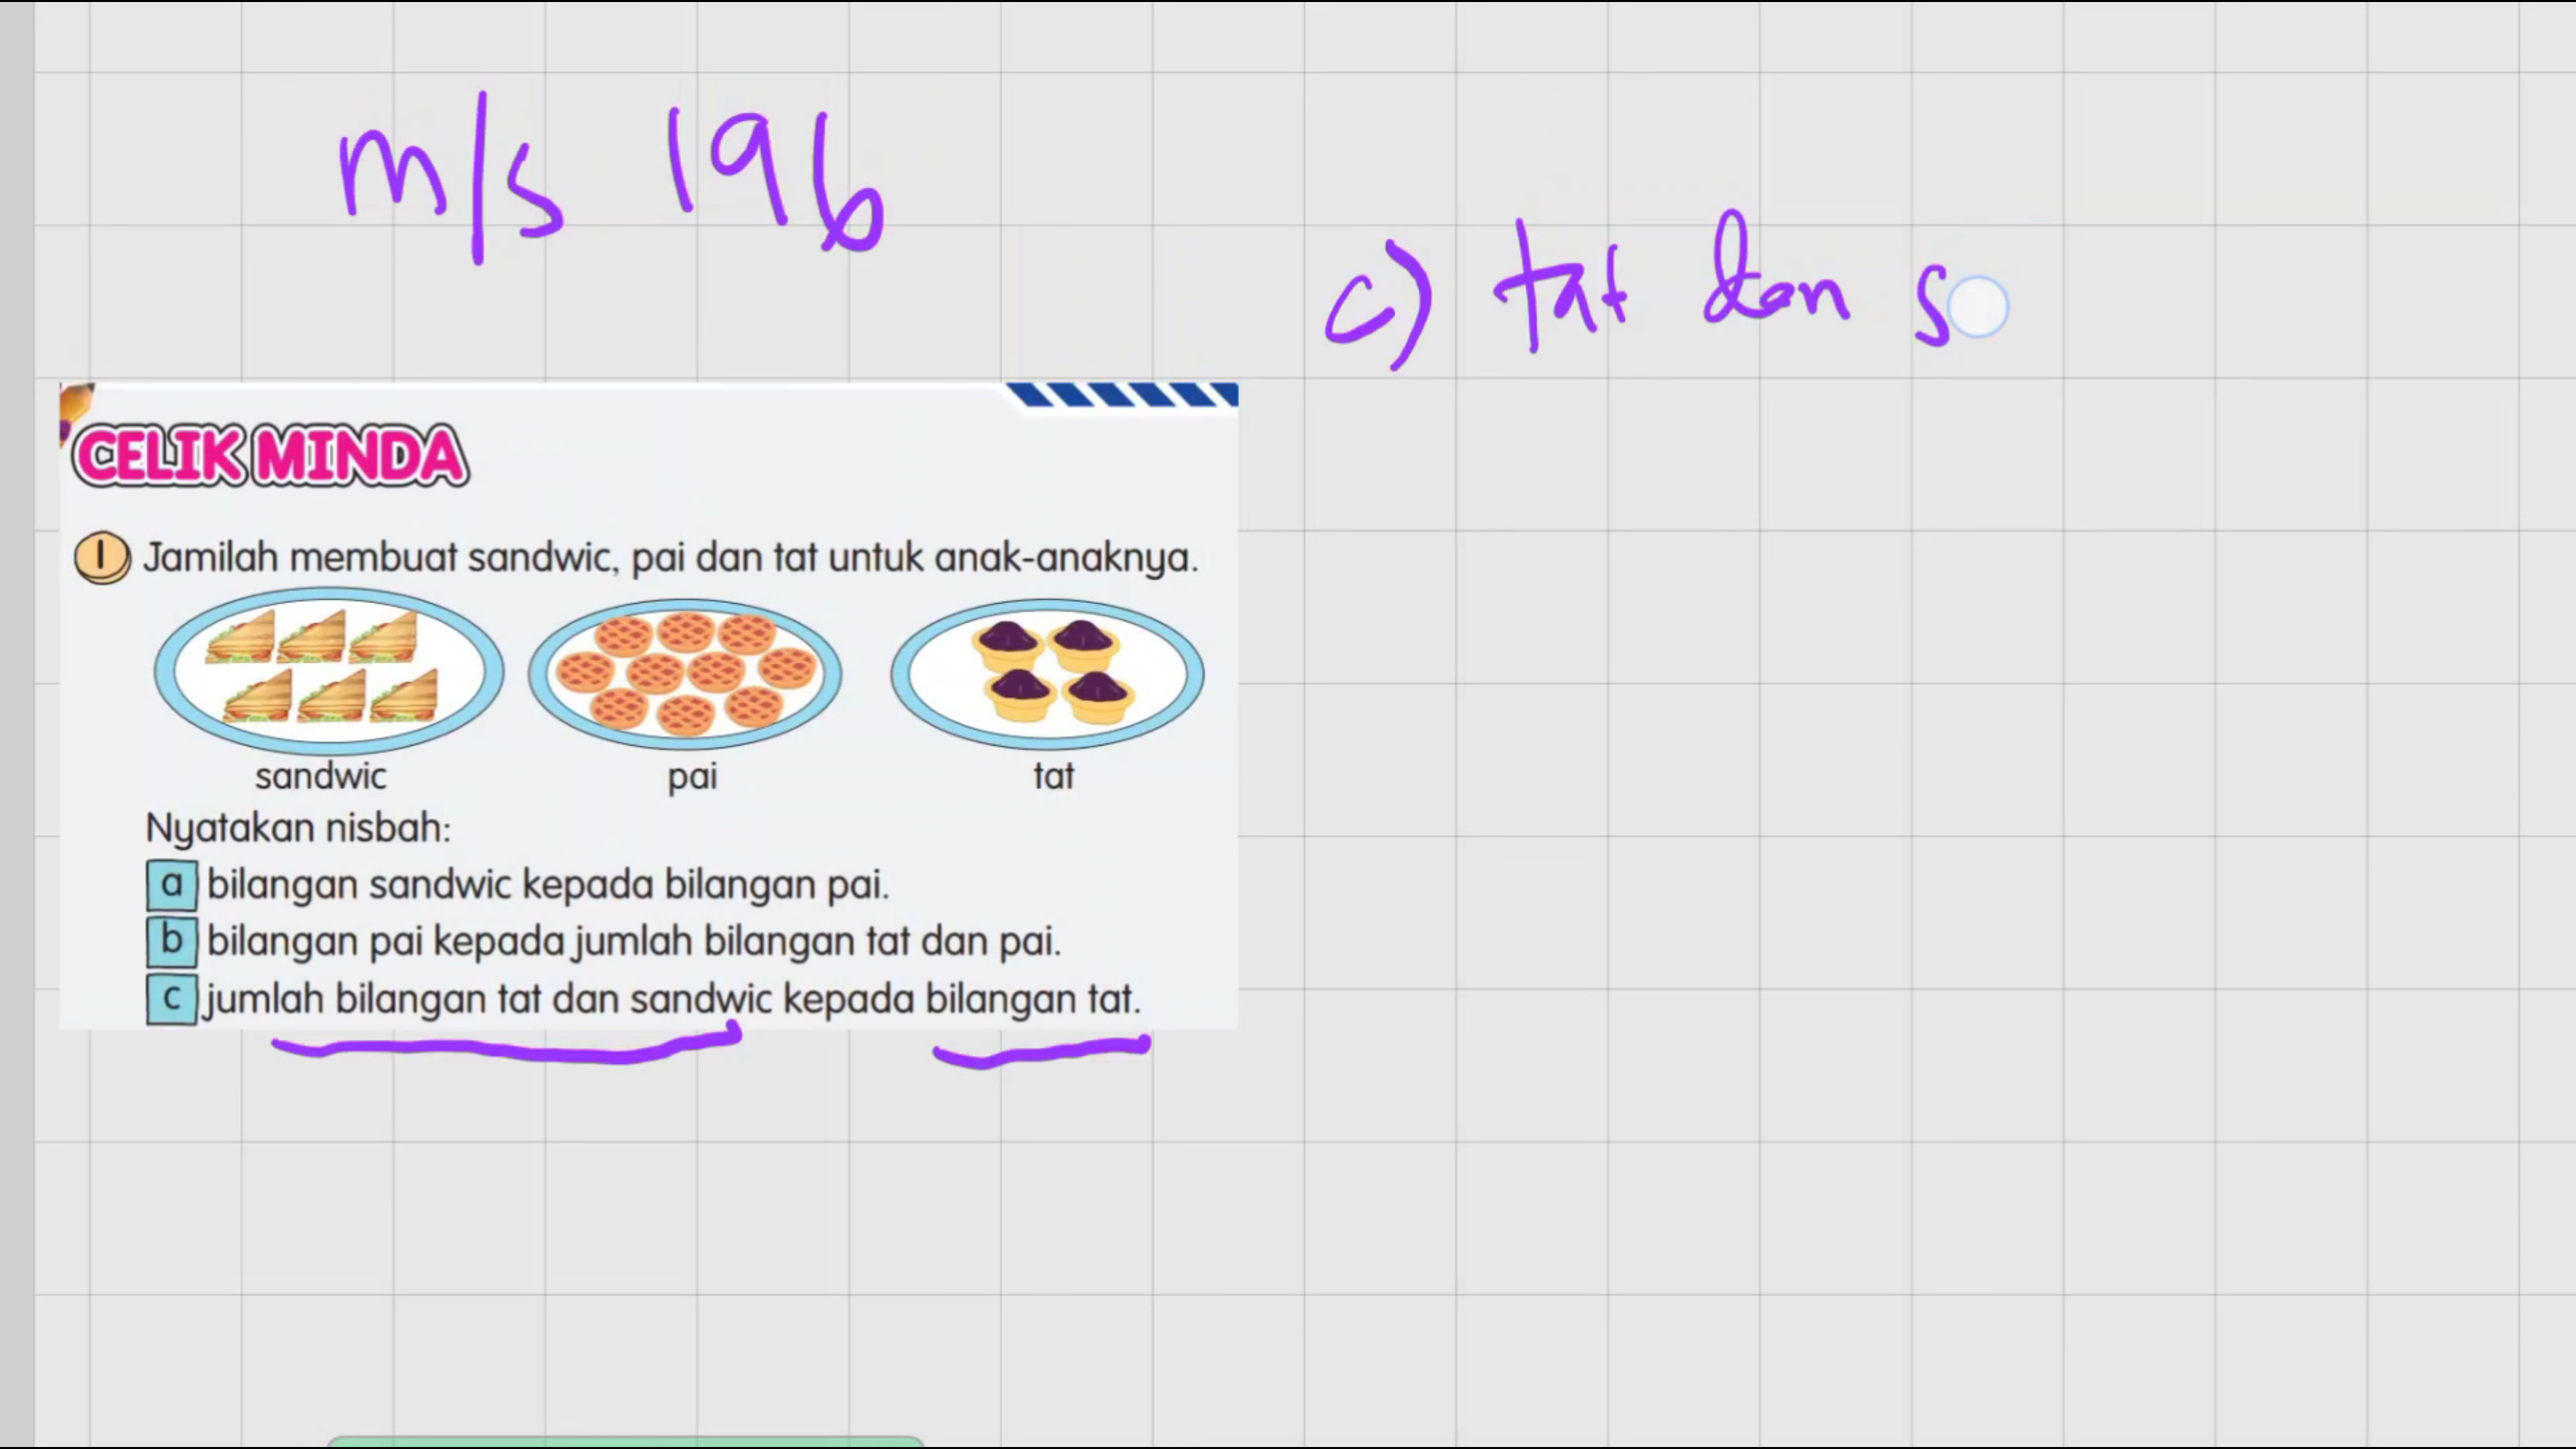 m/s 196
c) tat dan s
CELIK MINDA
1 Jamilah membuat sandwic, pai dan tat untuk anak-anaknya.
sandwic pai tat
Nyatakan nisbah:
a bilangan sandwic kepada bilangan pai.
b bilangan pai kepada jumlah bilangan tat dan pai.
c jumlah bilangan tat dan sandwic kepada bilangan tat.